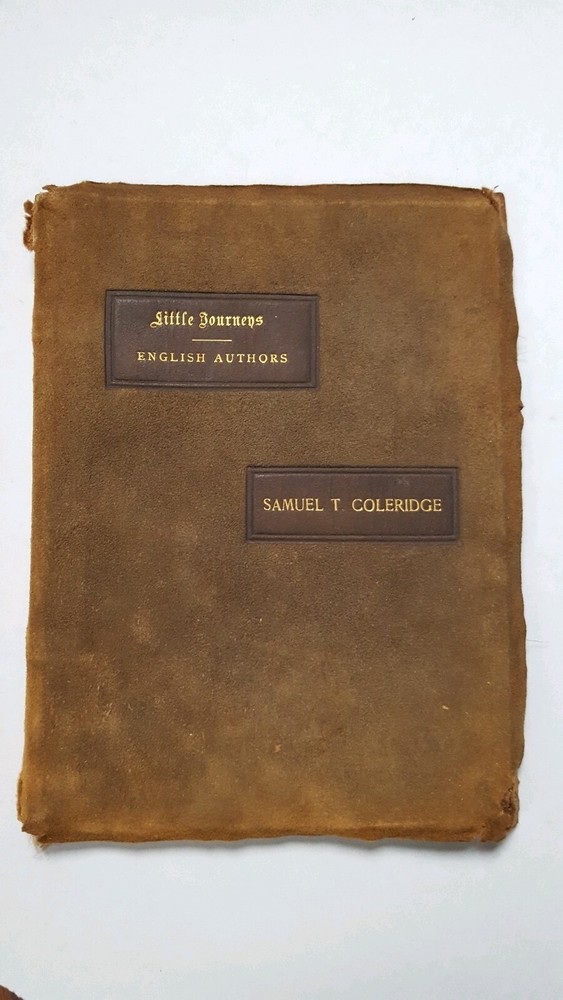 Little Journeys
ENGLISH AUTHORS
SAMUEL T. COLERIDGE